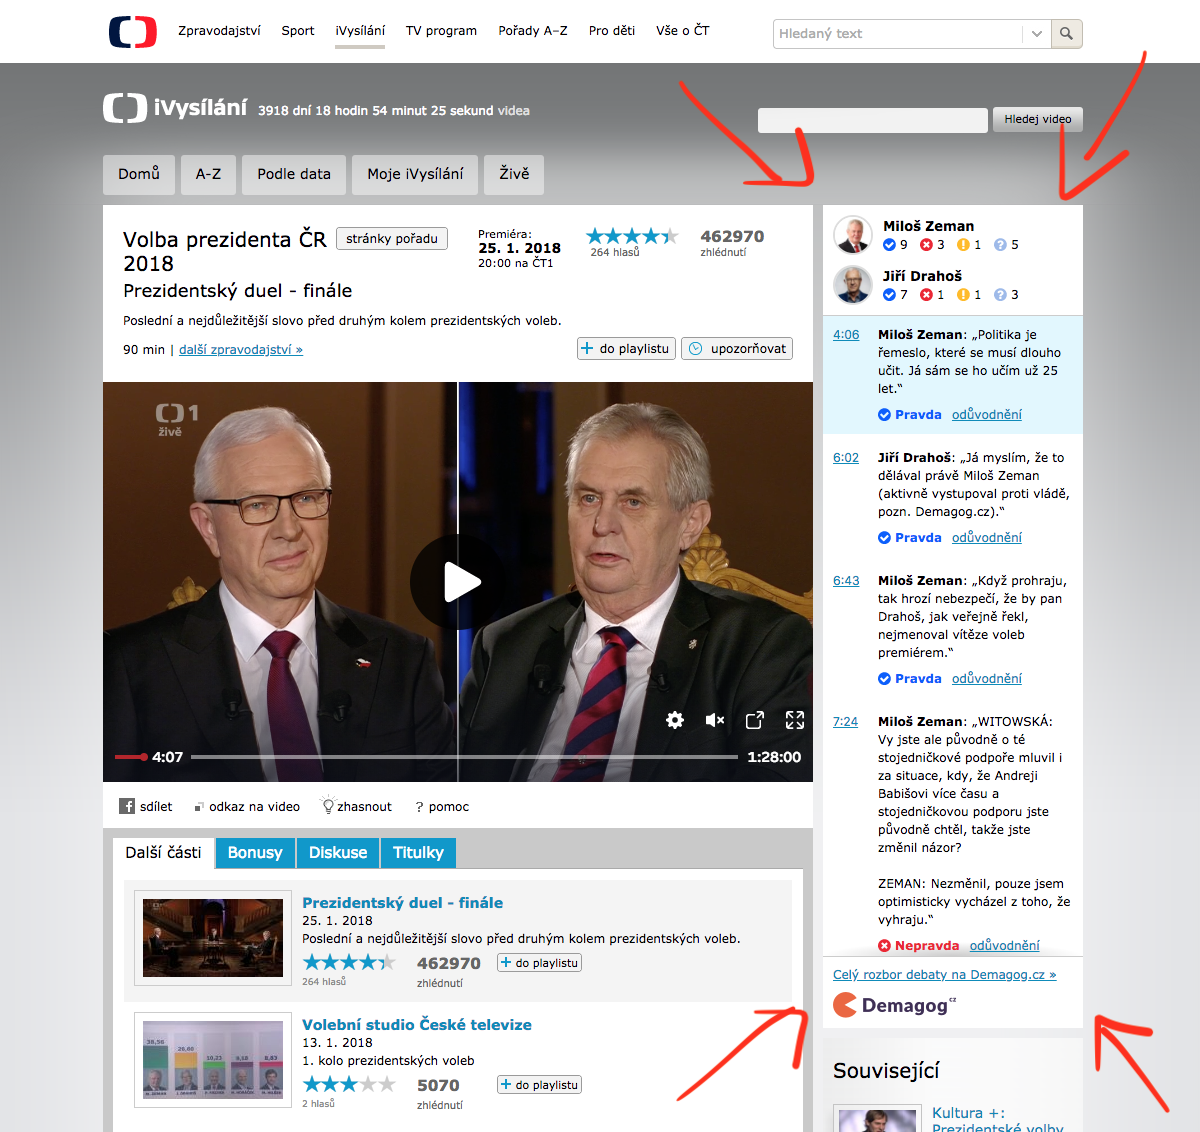 Zpravodajství Sport iVysílání TV program Pořady A–Z Pro děti Vše o ČT
Hledaný text
iVysílání 3918 dní 18 hodin 54 minut 25 sekund videa
Hledej video
Domů A-Z Podle data Moje iVysílání Živě
Volba prezidenta ČR
2018
stránky pořadu
Prezidentský duel - finále
Premiéra:
25. 1. 2018
20:00 na ČT1
264 hlasů
462970
zhlédnutí
Poslední a nejdůležitější slovo před druhým kolem prezidentských voleb.
90 min | další zpravodajství »
do playlistu
upozorňovat
1
živě
4:07
1:28:00
sdílet odkaz na video zhasnout ? pomoc
Další části Bonusy Diskuse Titulky
Prezidentský duel - finále
25. 1. 2018
Poslední a nejdůležitější slovo před druhým kolem prezidentských voleb.
264 hlasů
462970
zhlédnutí
do playlistu
Volební studio České televize
13. 1. 2018
1. kolo prezidentských voleb
2 hlasů
5070
zhlédnutí
do playlistu
38,56
26,60
10,23
8,83
Miloš Zeman
9 3 1 5
Jiří Drahoš
7 1 1 3
4:06
Miloš Zeman: „Politika je
řemeslo, které se musí dlouho
učit. Já sám se ho učím už 25
let.“
Pravda odůvodnění
6:02
Jiří Drahoš: „Já myslím, že to
dělával právě Miloš Zeman
(aktivně vystupoval proti vládě,
pozn. Demagog.cz).“
Pravda odůvodnění
6:43
Miloš Zeman: „Když prohraju,
tak hrozí nebezpečí, že by pan
Drahoš, jak veřejně řekl,
nejmenoval vítěze voleb
premiérem.“
Pravda odůvodnění
7:24
Miloš Zeman: „WITOWSKÁ:
Vy jste ale původně o té
stojedničkové podpoře mluvil i
za situace, kdy, že Andreji
Babišovi více času a
stojedničkovou podporu jste
původně chtěl, takže jste
změnil názor?
ZEMAN: Nezměnil, pouze jsem
optimisticky vycházel z toho, že
vyhraju.“
Nepravda odůvodnění
Celý rozbor debaty na Demagog.cz »
Demagog cz
Související
Kultura +:
Prezidentské volby